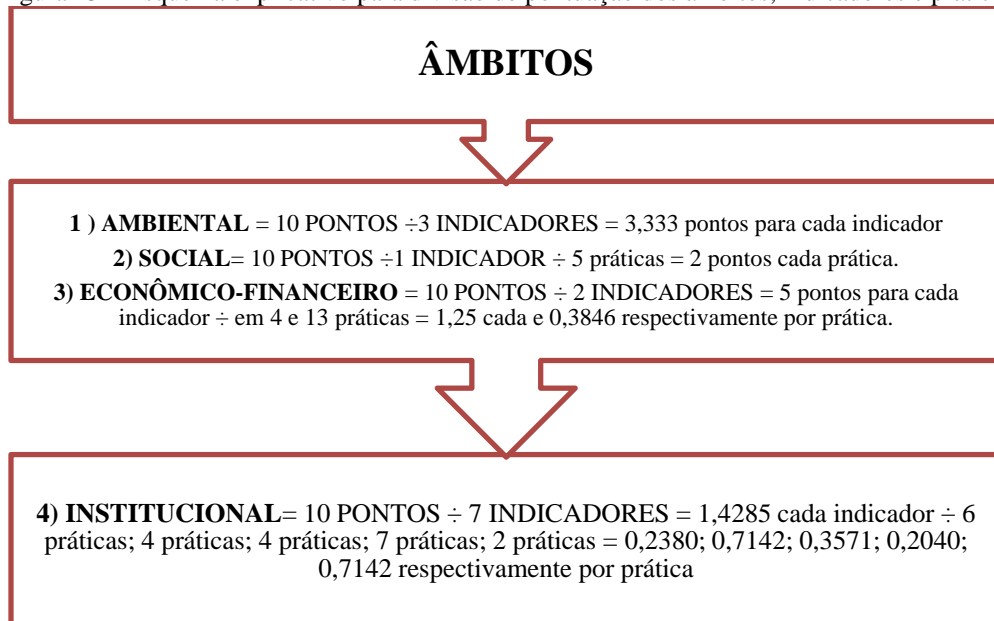 ÂMBITOS
1 ) AMBIENTAL = 10 PONTOS ÷3 INDICADORES = 3,333 pontos para cada indicador
2) SOCIAL= 10 PONTOS ÷1 INDICADOR ÷ 5 práticas = 2 pontos cada prática.
3) ECONÔMICO-FINANCEIRO = 10 PONTOS ÷ 2 INDICADORES = 5 pontos para cada
indicador ÷ em 4 e 13 práticas = 1,25 cada e 0,3846 respectivamente por prática.
4) INSTITUCIONAL= 10 PONTOS ÷ 7 INDICADORES = 1,4285 cada indicador ÷ 6
práticas; 4 práticas; 4 práticas; 7 práticas; 2 práticas = 0,2380; 0,7142; 0,3571; 0,2040;
0,7142 respectivamente por prática